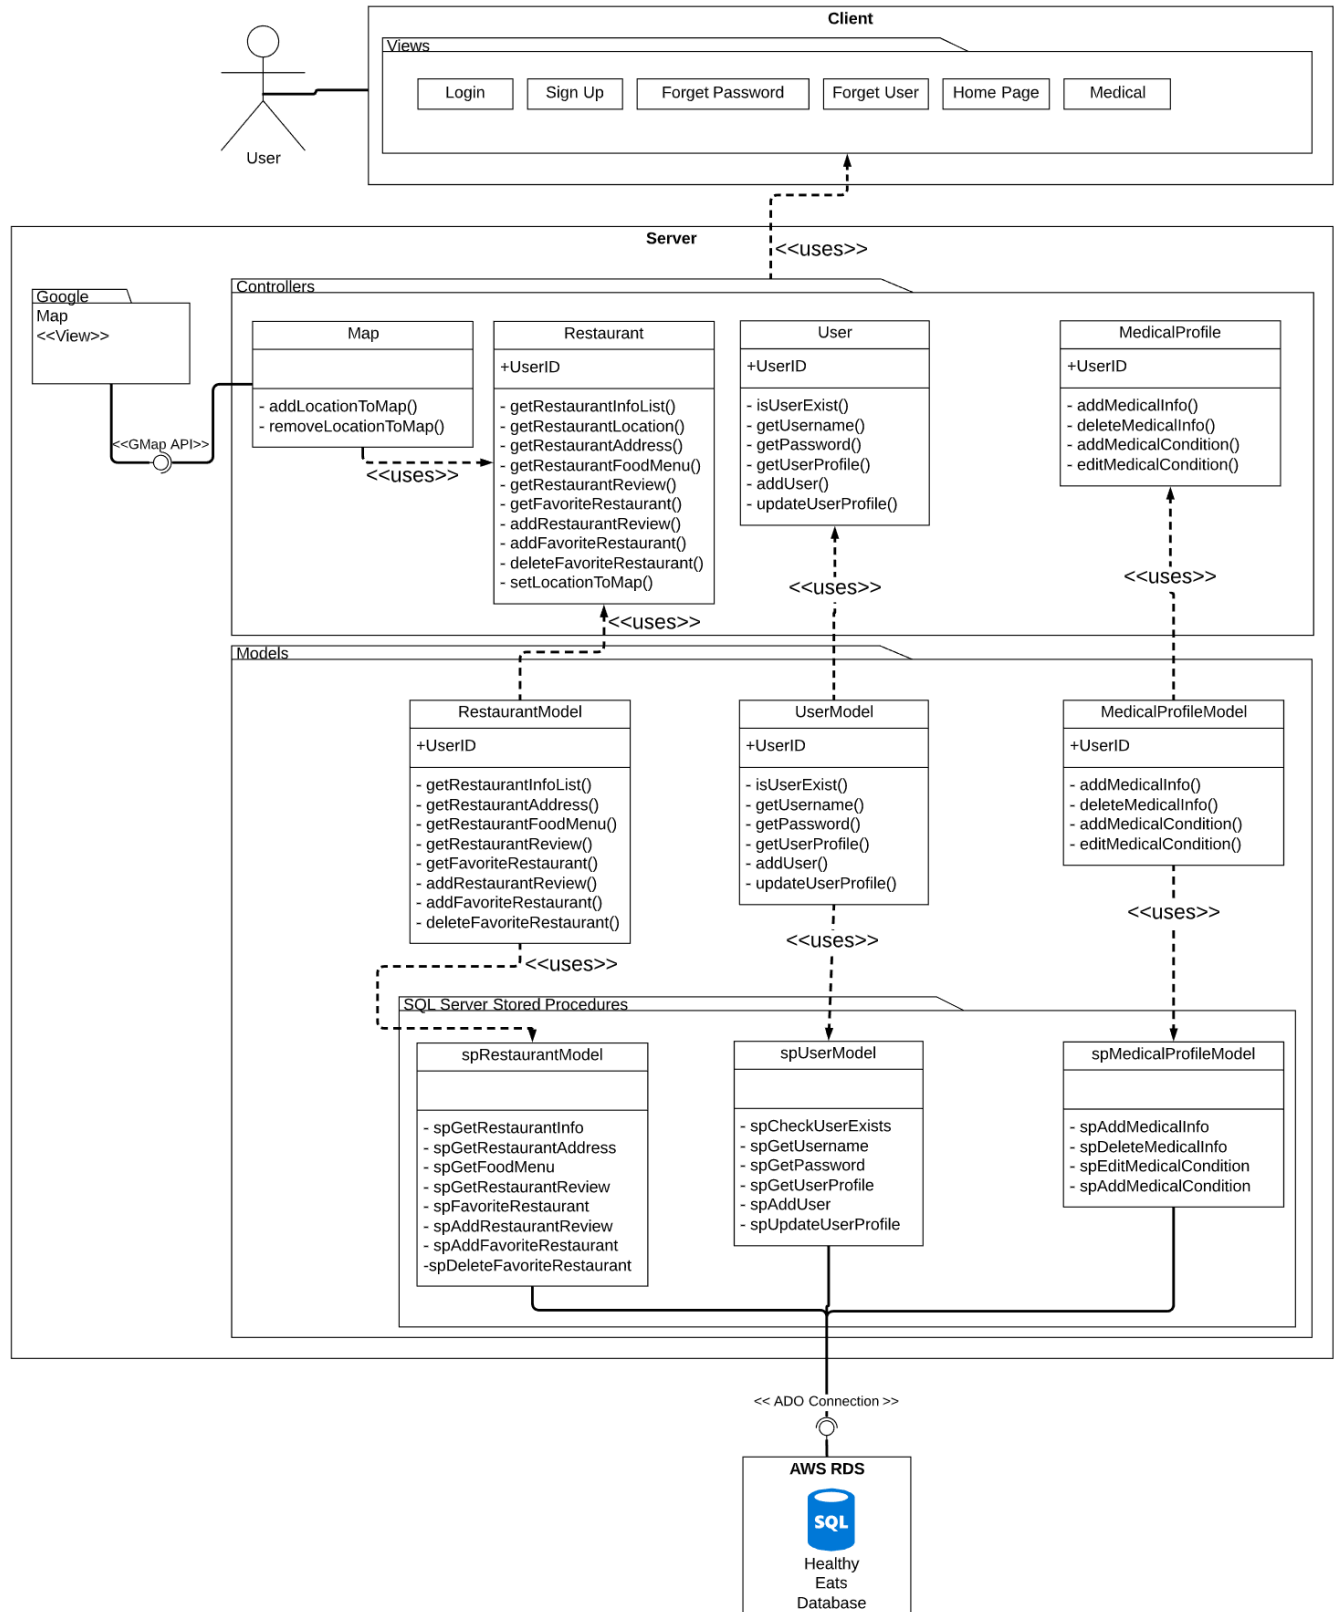 Client
Views
Login
Sign Up
Forget Password
Forget User
Home Page
Medical
User
Server
<<uses>>
Google
Map
<<View>>
<<GMap API>>
Controllers
Map
- addLocationToMap()
- removeLocationToMap()
<<uses>>
Restaurant
+UserID
- getRestaurantInfoList()
- getRestaurantLocation()
- getRestaurantAddress()
- getRestaurantFoodMenu()
- getRestaurantReview()
- getFavoriteRestaurant()
- addRestaurantReview()
- addFavoriteRestaurant()
- deleteFavoriteRestaurant()
- setLocationToMap()
<<uses>>
User
+UserID
- isUserExist()
- getUsername()
- getPassword()
- getUserProfile()
- addUser()
- updateUserProfile()
<<uses>>
MedicalProfile
+UserID
- addMedicalInfo()
- deleteMedicalInfo()
- addMedicalCondition()
- editMedicalCondition()
<<uses>>
Models
RestaurantModel
+UserID
- getRestaurantInfoList()
- getRestaurantAddress()
- getRestaurantFoodMenu()
- getRestaurantReview()
- getFavoriteRestaurant()
- addRestaurantReview()
- addFavoriteRestaurant()
- deleteFavoriteRestaurant()
<<uses>>
UserModel
+UserID
- isUserExist()
- getUsername()
- getPassword()
- getUserProfile()
- addUser()
- updateUserProfile()
<<uses>>
MedicalProfileModel
+UserID
- addMedicalInfo()
- deleteMedicalInfo()
- addMedicalCondition()
- editMedicalCondition()
<<uses>>
SQL Server Stored Procedures
spRestaurantModel
- spGetRestaurantInfo
- spGetRestaurantAddress
- spGetFoodMenu
- spGetRestaurantReview
- spFavoriteRestaurant
- spAddRestaurantReview
- spAddFavoriteRestaurant
-spDeleteFavoriteRestaurant
spUserModel
- spCheckUserExists
- spGetUsername
- spGetPassword
- spGetUserProfile
- spAddUser
- spUpdateUserProfile
spMedicalProfileModel
- spAddMedicalInfo
- spDeleteMedicalInfo
- spEditMedicalCondition
- spAddMedicalCondition
<< ADO Connection >>
AWS RDS
SQL
Healthy
Eats
Database